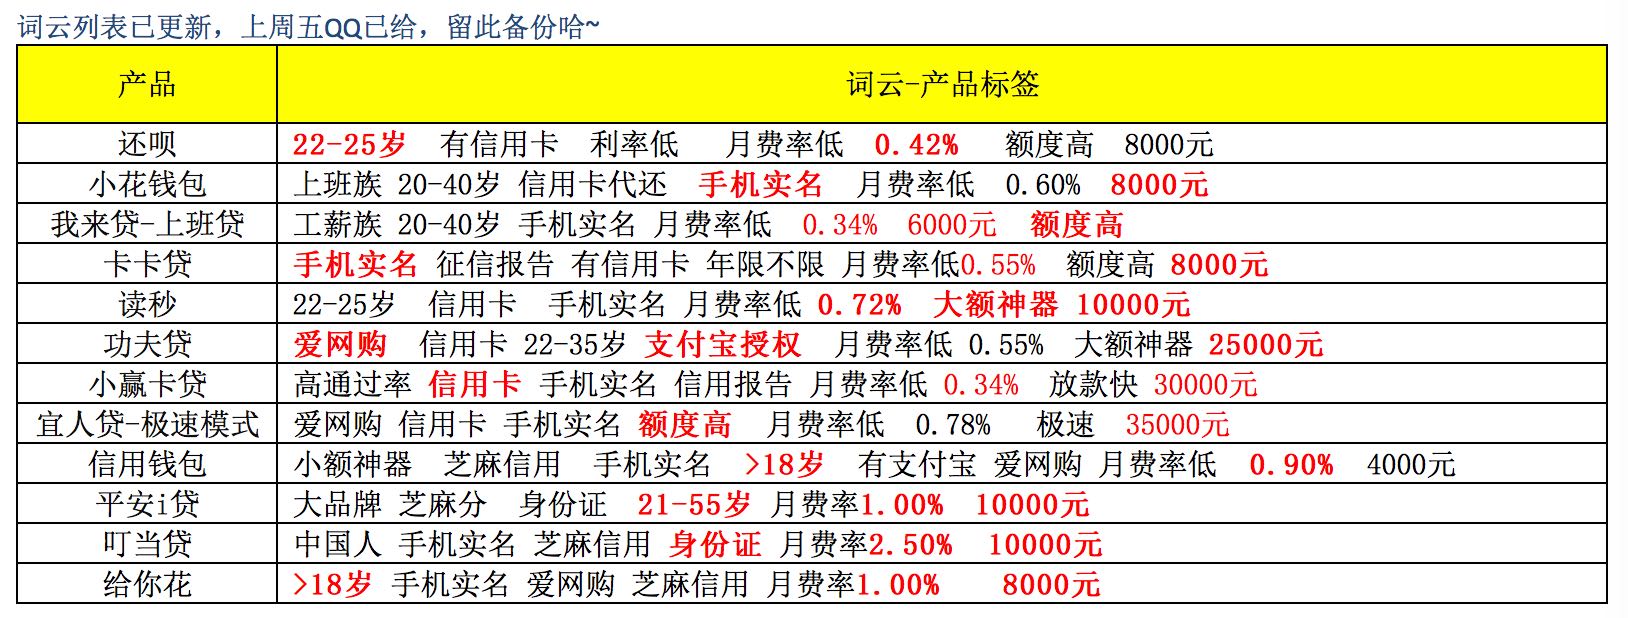 词云列表已更新，上周五QQ已给，留此备份哈~
产品 词云-产品标签
还呗 22-25岁 有信用卡 利率低 月费率低 0.42% 额度高 8000元
小花钱包 上班族 20-40岁 信用卡代还 手机实名 月费率低 0.60% 8000元
我来贷-上班贷 工薪族 20-40岁 手机实名 月费率低 0.34% 6000元 额度高
卡卡贷 手机实名 征信报告 有信用卡 年限不限 月费率低0.55% 额度高 8000元
读秒 22-25岁 信用卡 手机实名 月费率低 0.72% 大额神器 10000元
功夫贷 爱网购 信用卡 22-35岁 支付宝授权 月费率低 0.55% 大额神器 25000元
小赢卡贷 高通过率 信用卡 手机实名 信用报告 月费率低 0.34% 放款快 30000元
宜人贷-极速模式 爱网购 信用卡 手机实名 额度高 月费率低 0.78% 极速 35000元
信用钱包 小额神器 芝麻信用 手机实名 >18岁 有支付宝 爱网购 月费率低 0.90% 4000元
平安i贷 大品牌 芝麻分 身份证 21-55岁 月费率1.00% 10000元
叮当贷 中国人 手机实名 芝麻信用 身份证 月费率2.50% 10000元
给你花 >18岁 手机实名 爱网购 芝麻信用 月费率1.00% 8000元